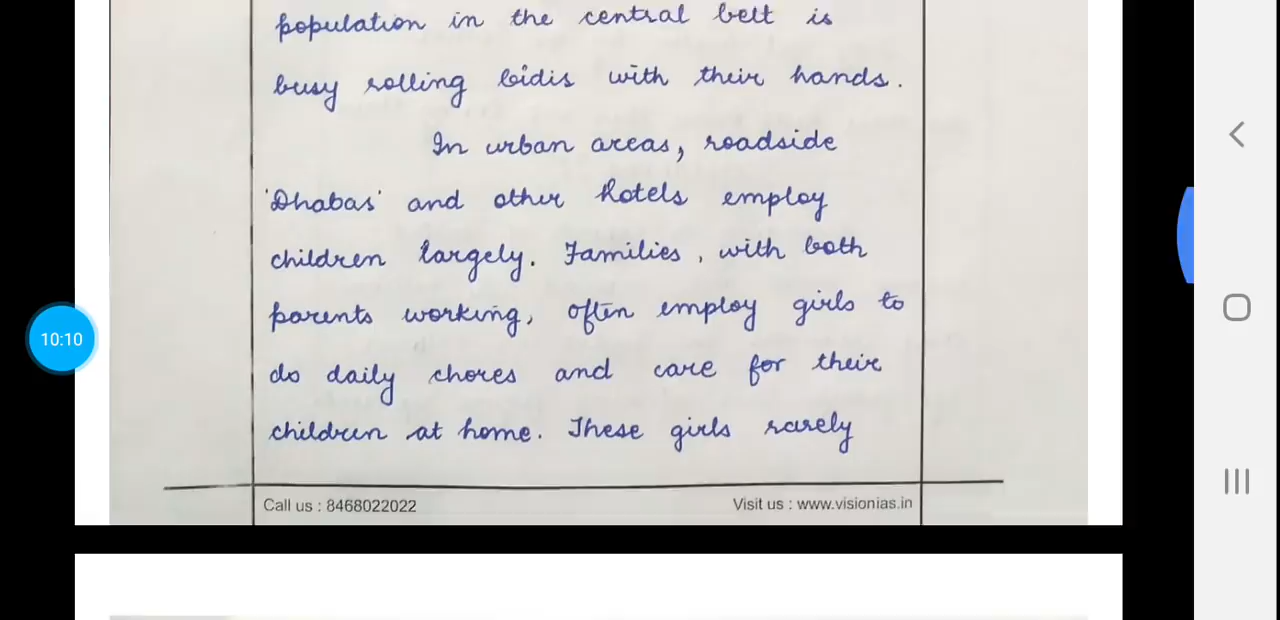 population in the central belt is
busy rolling bidis with their hands.
In urban areas, roadside
'Dhabas' and other hotels employ
children largely. Families, with both
parents working, often employ girls to
10:10
do daily chores and care for their
children at home. These girls rarely
Call us : 8468022022
Visit us : www.visionias.in